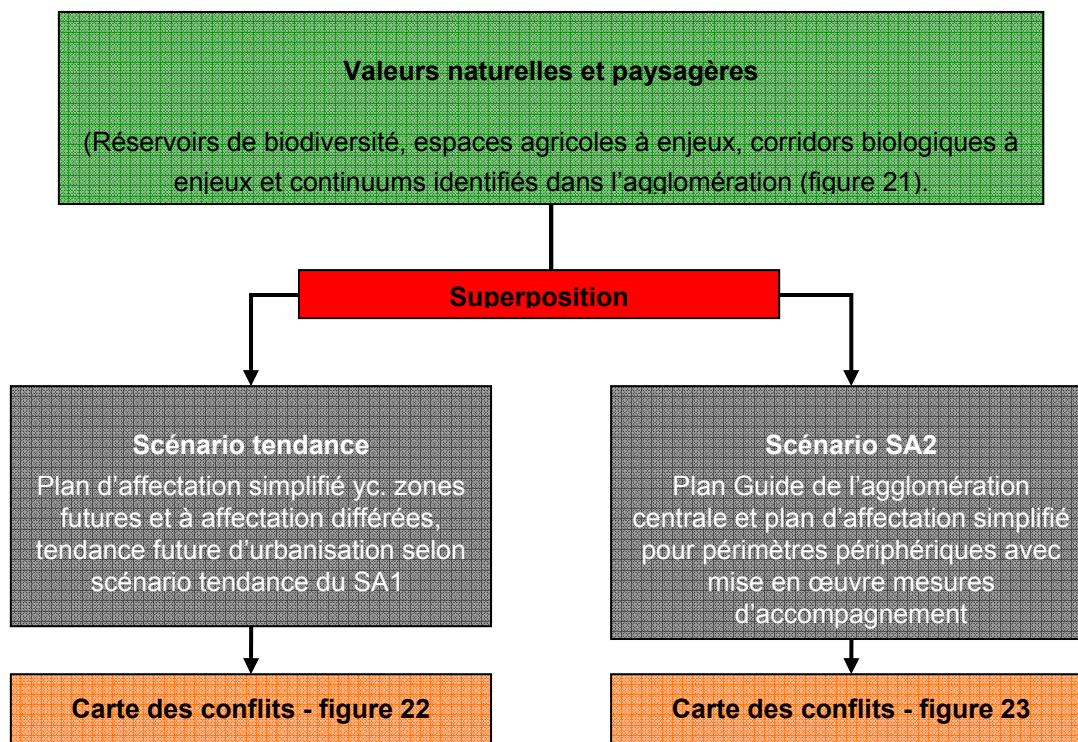 Valeurs naturelles et paysagères
(Réservoirs de biodiversité, espaces agricoles à enjeux, corridors biologiques à
enjeux et continuums identifiés dans l'agglomération (figure 21).
Superposition
Scénario tendance
Plan d'affectation simplifié yc. zones
futures et à affectation différées,
tendance future d'urbanisation selon
scénario tendance du SA1
Scénario SA2
Plan Guide de l'agglomération
centrale et plan d'affectation simplifié
pour périmètres périphériques avec
mise en œuvre mesures
d'accompagnement
Carte des conflits - figure 22
Carte des conflits - figure 23